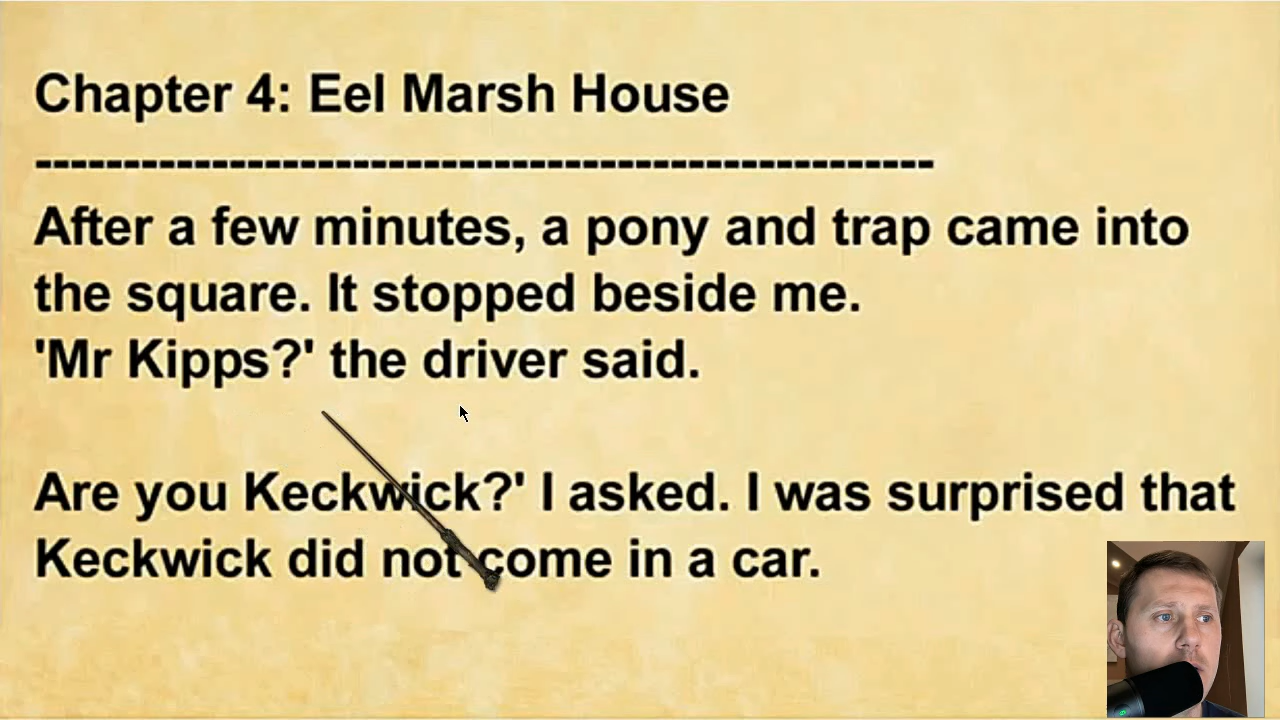 Chapter 4: Eel Marsh House
---------------------------------------------------
After a few minutes, a pony and trap came into
the square. It stopped beside me.
'Mr Kipps?' the driver said.
Are you Keckwick?' I asked. I was surprised that
Keckwick did not come in a car.